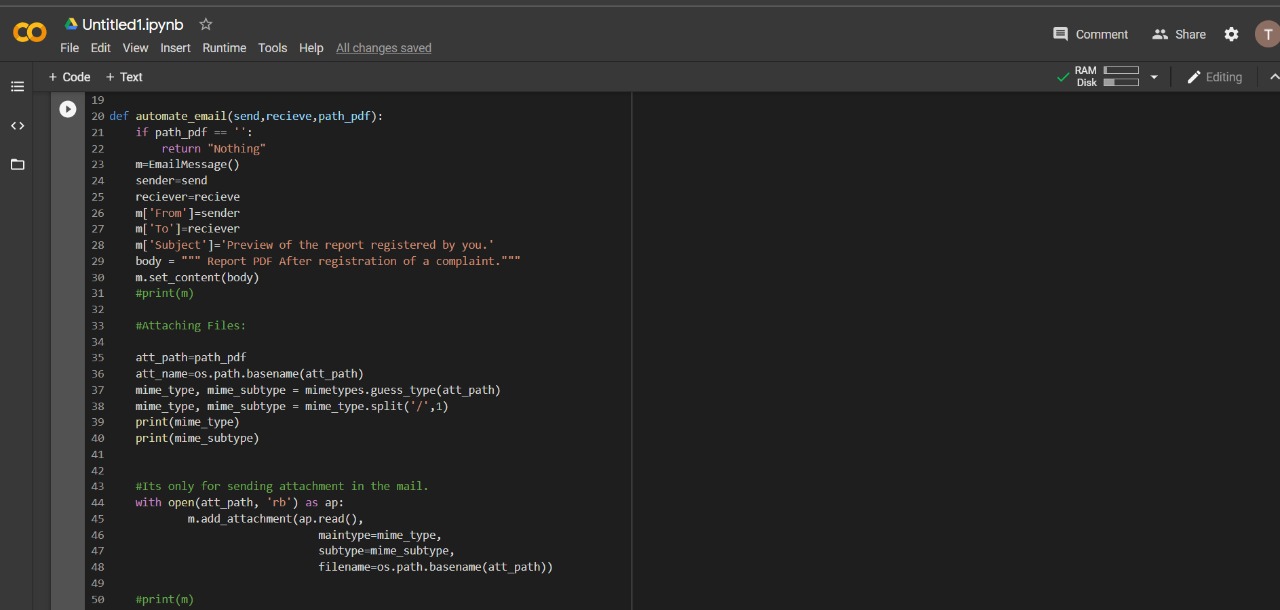 Untitled1.ipynb
File Edit View Insert Runtime Tools Help All changes saved
Comment Share T
+ Code + Text
RAM
Disk
Editing
19
20 def automate_email(send,recieve,path_pdf):
21 if path_pdf == '':
22 return "Nothing"
23 m=EmailMessage()
24 sender=send
25 reciever=recieve
26 m['From']=sender
27 m['To']=reciever
28 m['Subject']='Preview of the report registered by you.'
29 body = """ Report PDF After registration of a complaint."""
30 m.set_content(body)
31 #print(m)
32
33 #Attaching Files:
34
35 att_path=path_pdf
36 att_name=os.path.basename(att_path)
37 mime_type, mime_subtype = mimetypes.guess_type(att_path)
38 mime_type, mime_subtype = mime_type.split('/',1)
39 print(mime_type)
40 print(mime_subtype)
41
42
43 #Its only for sending attachment in the mail.
44 with open(att_path, 'rb') as ap:
45 m.add_attachment(ap.read(),
46 maintype=mime_type,
47 subtype=mime_subtype,
48 filename=os.path.basename(att_path))
49
50 #print(m)